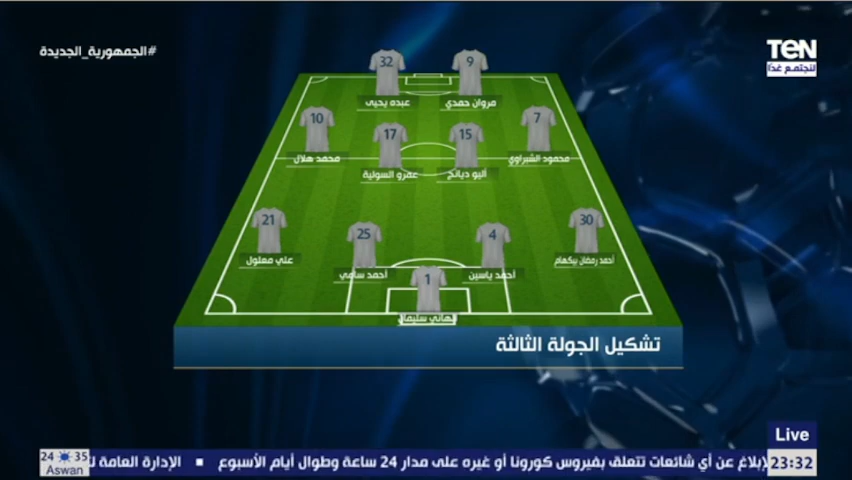 #الجمهورية_الجديدة
TEN
لنجتمع غدًا
32
9
عبده يحيى
مروان حمدي
10
17
15
7
محمد هلال
عمرو السولية
أليو ديانج
محمود الشبراوي
21
25
4
30
علي معلول
أحمد سامي
أحمد ياسين
أحمد رمضان بيكهام
1
هاني سليمان
تشكيل الجولة الثالثة
Live
23:32
للإبلاغ عن أي شائعات تتعلق بفيروس كورونا أو غيره على مدار 24 ساعة وطوال أيام الأسبوع ■ الإدارة العامة
24 35
Aswan